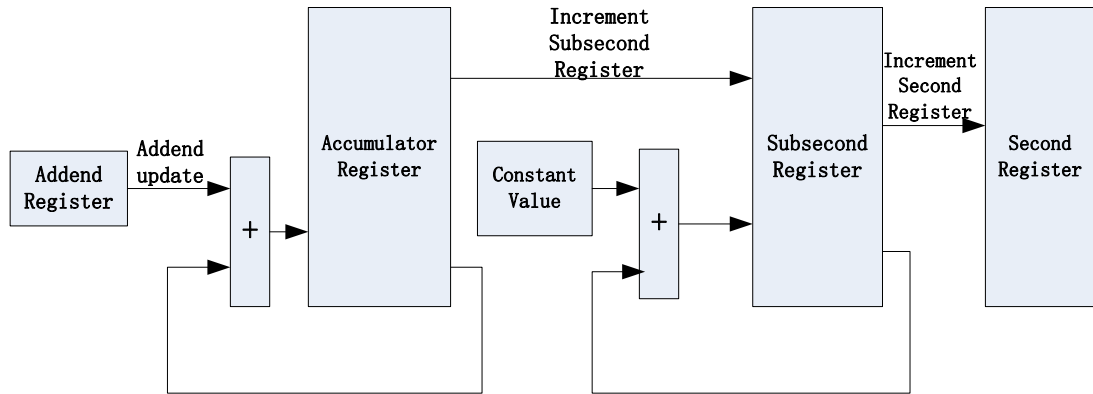 Increment
Subsecond
Register
Increment
Second
Register
Accumulator
Register
Subsecond
Register
Second
Register
Addend
update
Addend
Register
Constant
Value
+
+